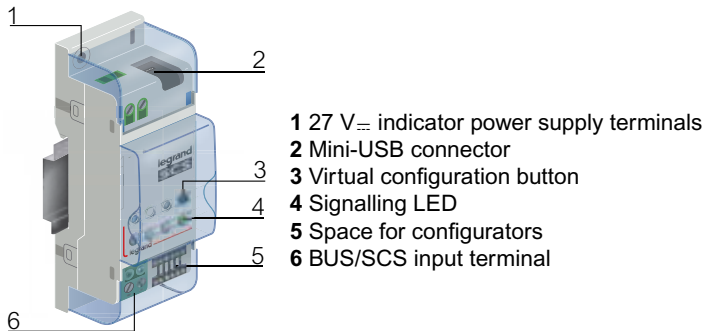 1
2
3
4
5
6
legrand
legrand
1 27 V⎓ indicator power supply terminals
2 Mini-USB connector
3 Virtual configuration button
4 Signalling LED
5 Space for configurators
6 BUS/SCS input terminal